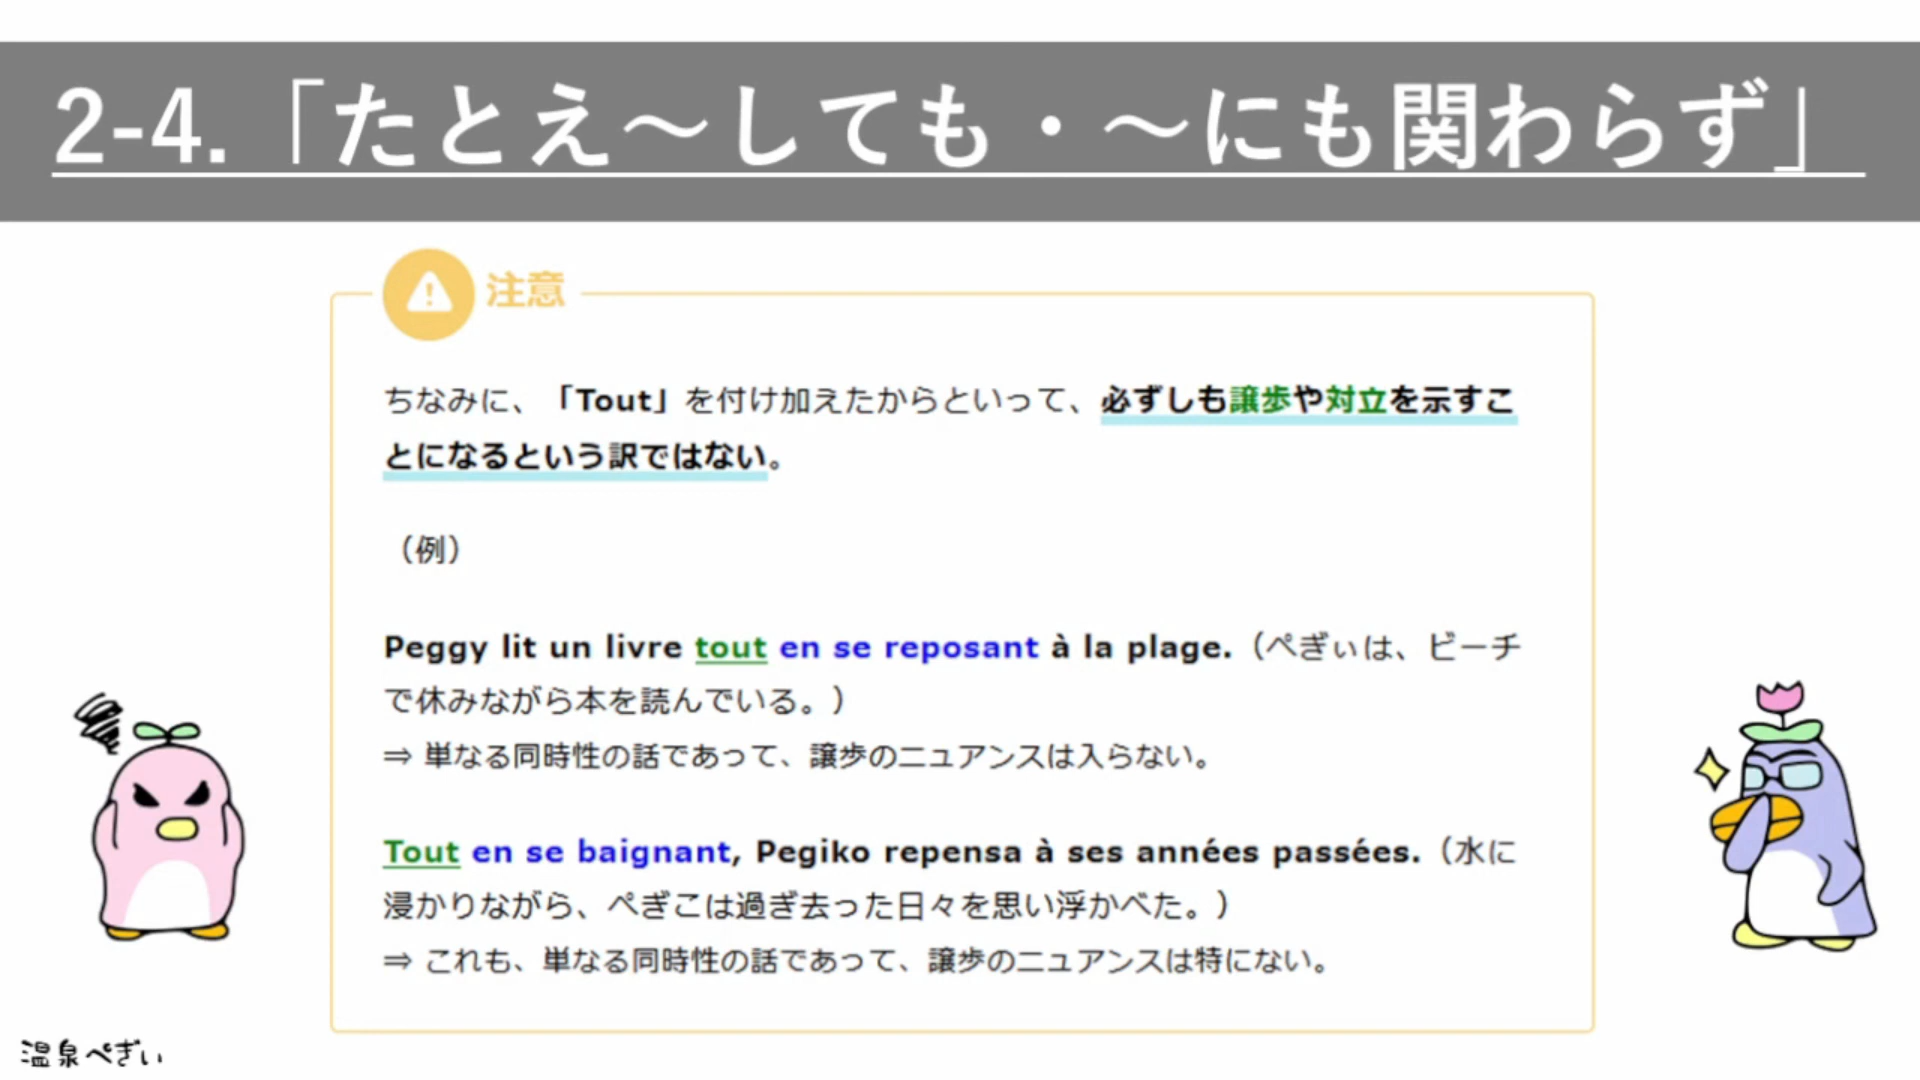 2-4.「たとえ～しても・～にも関わらず」
注意
ちなみに、「Tout」を付け加えたからといって、必ずしも譲歩や対立を示すこ
とになるという訳ではない。
（例）
Peggy lit un livre tout en se reposant à la plage.（ぺぎぃは、ビーチ
で休みながら本を読んでいる。）
⇒ 単なる同時性の話であって、譲歩のニュアンスは入らない。
Tout en se baignant, Pegiko repensa à ses années passées.（水に
浸かりながら、ぺぎこは過ぎ去った日々を思い浮かべた。）
⇒ これも、単なる同時性の話であって、譲歩のニュアンスは特にない。
温泉ぺぎぃ